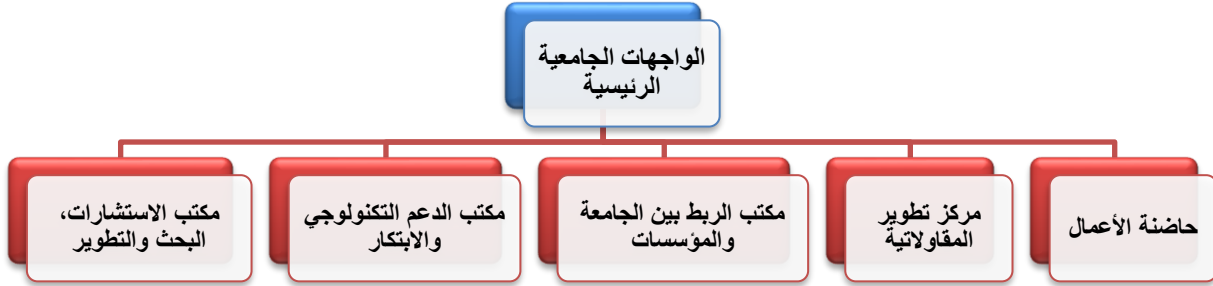 الواجهات الجامعية
الرئيسية
حاضنة الأعمال
مركز تطوير
المقاولاتية
مكتب الربط بين الجامعة
والمؤسسات
مكتب الدعم التكنولوجي
والابتكار
مكتب الاستشارات،
البحث والتطوير